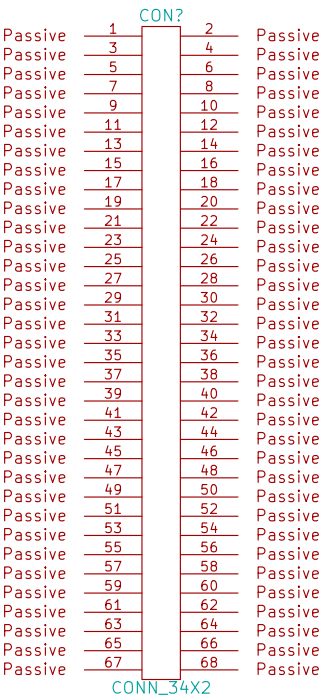 CON?
Passive 1 2 Passive
Passive 3 4 Passive
Passive 5 6 Passive
Passive 7 8 Passive
Passive 9 10 Passive
Passive 11 12 Passive
Passive 13 14 Passive
Passive 15 16 Passive
Passive 17 18 Passive
Passive 19 20 Passive
Passive 21 22 Passive
Passive 23 24 Passive
Passive 25 26 Passive
Passive 27 28 Passive
Passive 29 30 Passive
Passive 31 32 Passive
Passive 33 34 Passive
Passive 35 36 Passive
Passive 37 38 Passive
Passive 39 40 Passive
Passive 41 42 Passive
Passive 43 44 Passive
Passive 45 46 Passive
Passive 47 48 Passive
Passive 49 50 Passive
Passive 51 52 Passive
Passive 53 54 Passive
Passive 55 56 Passive
Passive 57 58 Passive
Passive 59 60 Passive
Passive 61 62 Passive
Passive 63 64 Passive
Passive 65 66 Passive
Passive 67 68 Passive
CONN_34X2